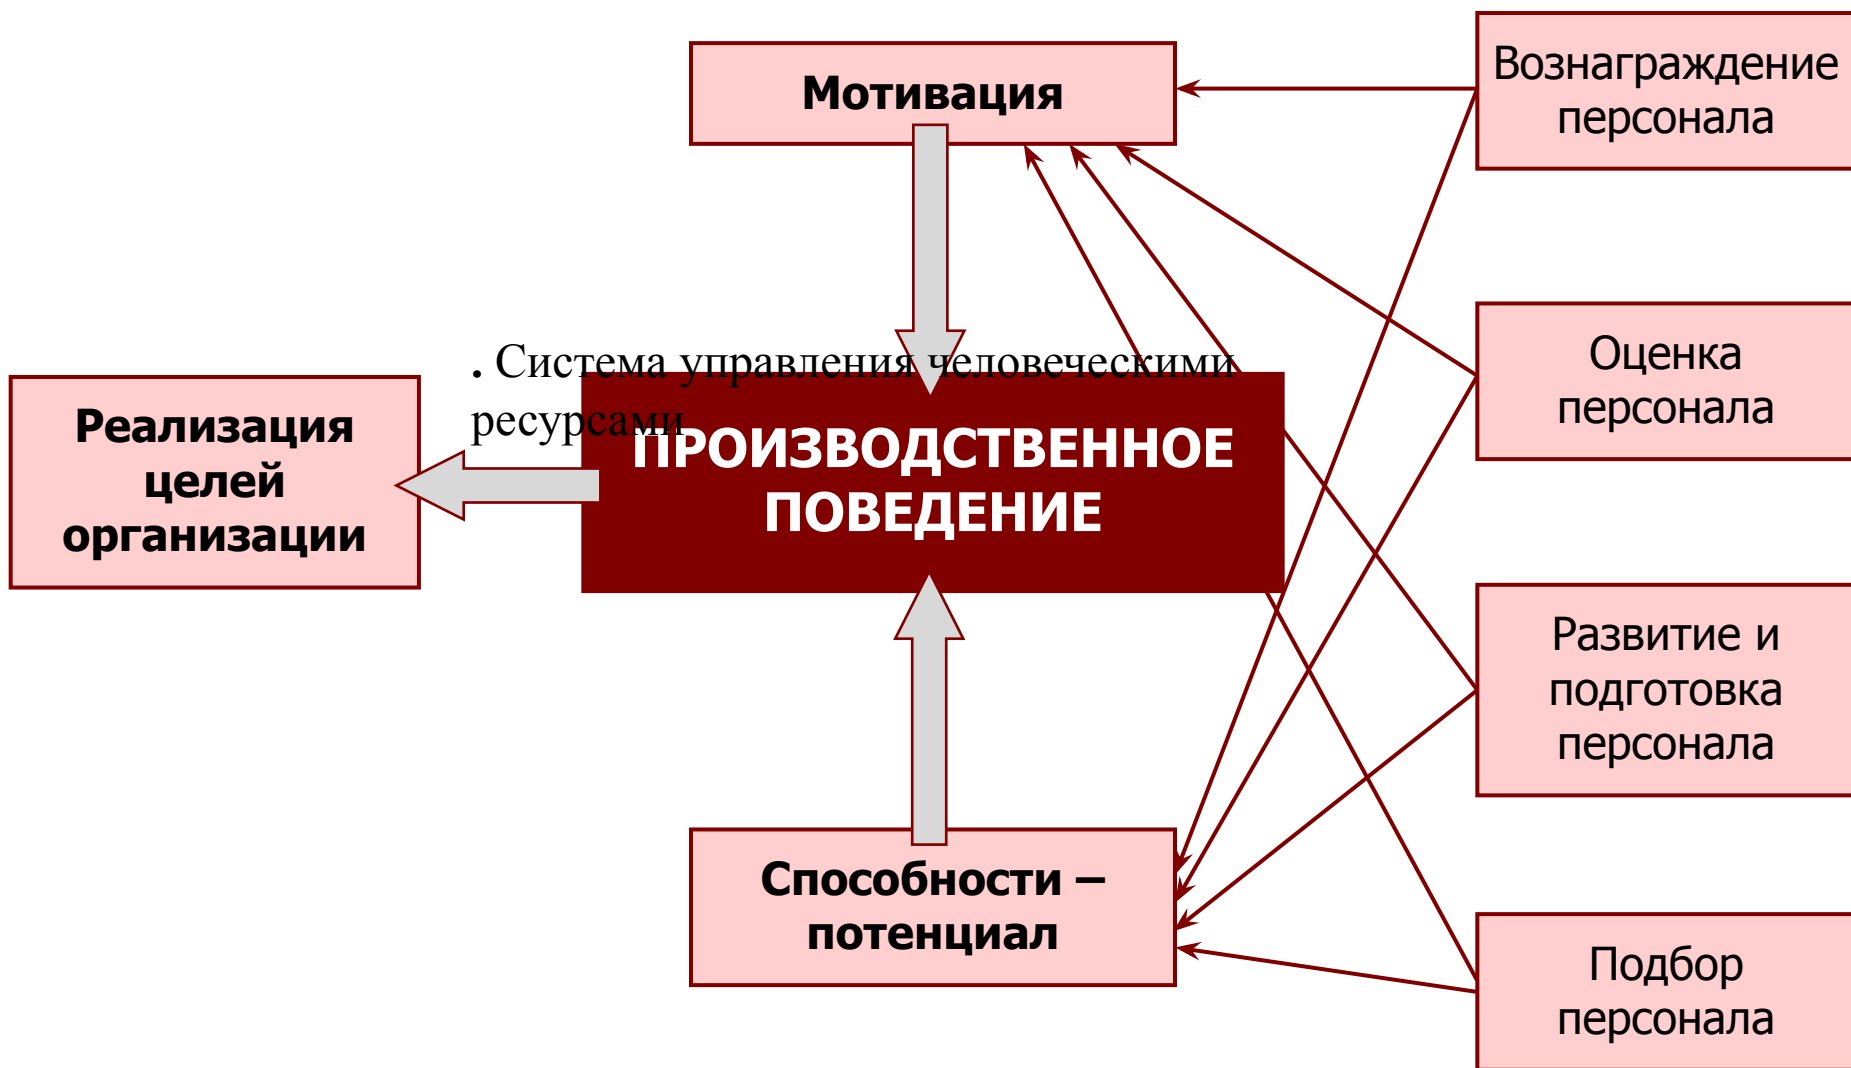 Мотивация
Вознаграждение
персонала
. Система управления человеческими
ресурсами
Оценка
персонала
Реализация
целей
организации
ПРОИЗВОДСТВЕННОЕ
ПОВЕДЕНИЕ
Развитие и
подготовка
персонала
Способности –
потенциал
Подбор
персонала